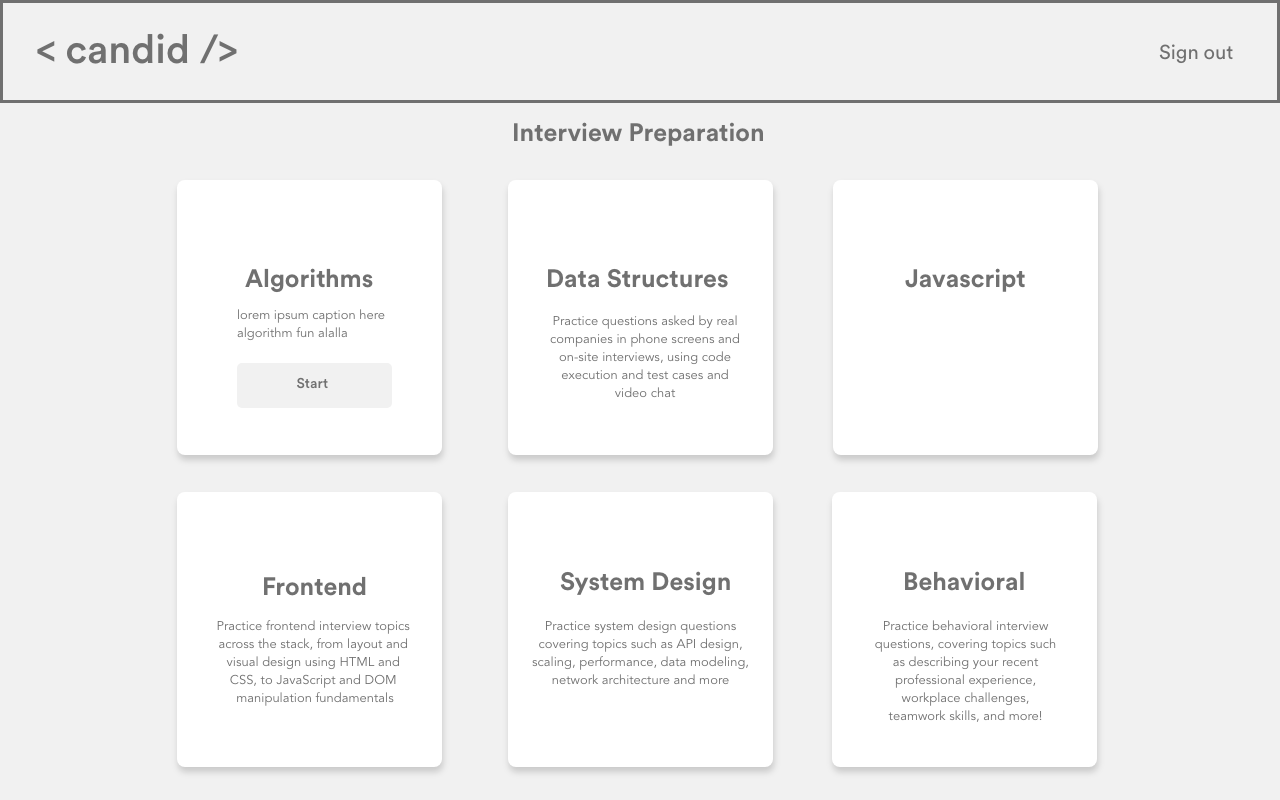 < candid />
Sign out
Interview Preparation
Algorithms
lorem ipsum caption here
algorithm fun alalla
Start
Data Structures
Practice questions asked by real
companies in phone screens and
on-site interviews, using code
execution and test cases and
video chat
Javascript
Frontend
Practice frontend interview topics
across the stack, from layout and
visual design using HTML and
CSS, to JavaScript and DOM
manipulation fundamentals
System Design
Practice system design questions
covering topics such as API design,
scaling, performance, data modeling,
network architecture and more
Behavioral
Practice behavioral interview
questions, covering topics such
as describing your recent
professional experience,
workplace challenges,
teamwork skills, and more!